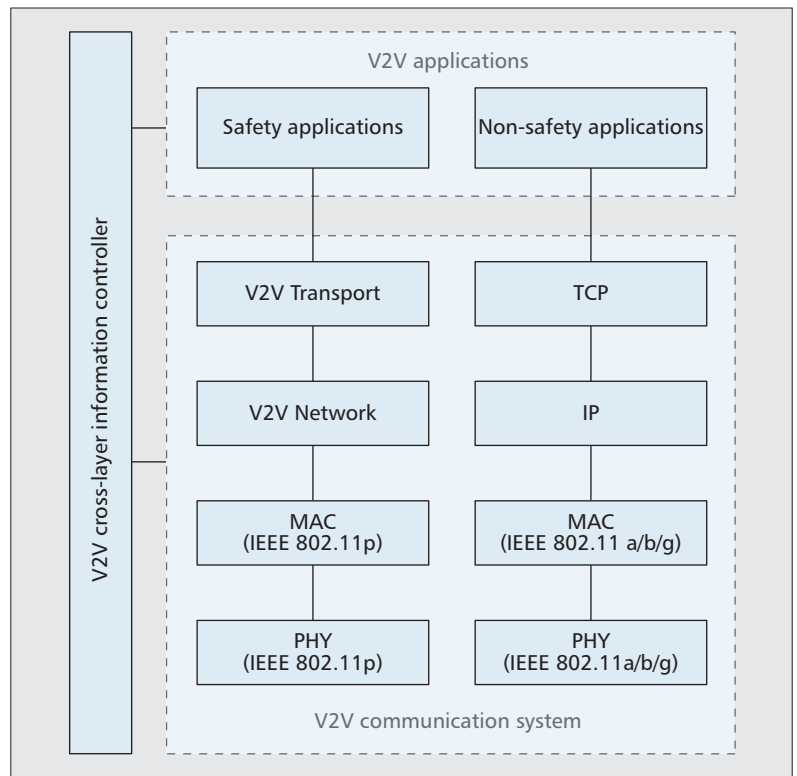 V2V cross-layer information controller
V2V applications
Safety applications
Non-safety applications
V2V Transport
TCP
V2V Network
IP
MAC
(IEEE 802.11p)
MAC
(IEEE 802.11 a/b/g)
PHY
(IEEE 802.11p)
PHY
(IEEE 802.11a/b/g)
V2V communication system